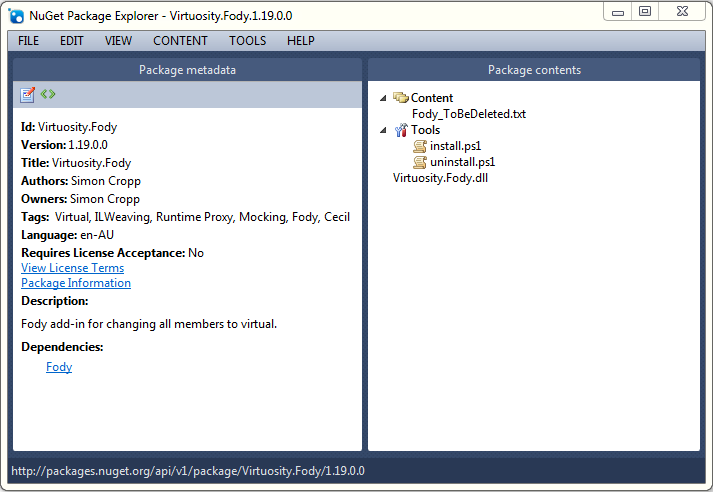 NuGet Package Explorer - Virtuosity.Fody.1.19.0.0
FILE EDIT VIEW CONTENT TOOLS HELP
Package metadata
Id: Virtuosity.Fody
Version: 1.19.0.0
Title: Virtuosity.Fody
Authors: Simon Cropp
Owners: Simon Cropp
Tags: Virtual, ILWeaving, Runtime Proxy, Mocking, Fody, Cecil
Language: en-AU
Requires License Acceptance: No
View License Terms
Package Information
Description:
Fody add-in for changing all members to virtual.
Dependencies:
Fody
Package contents
Content
Fody_ToBeDeleted.txt
Tools
install.ps1
uninstall.ps1
Virtuosity.Fody.dll
http://packages.nuget.org/api/v1/package/Virtuosity.Fody/1.19.0.0